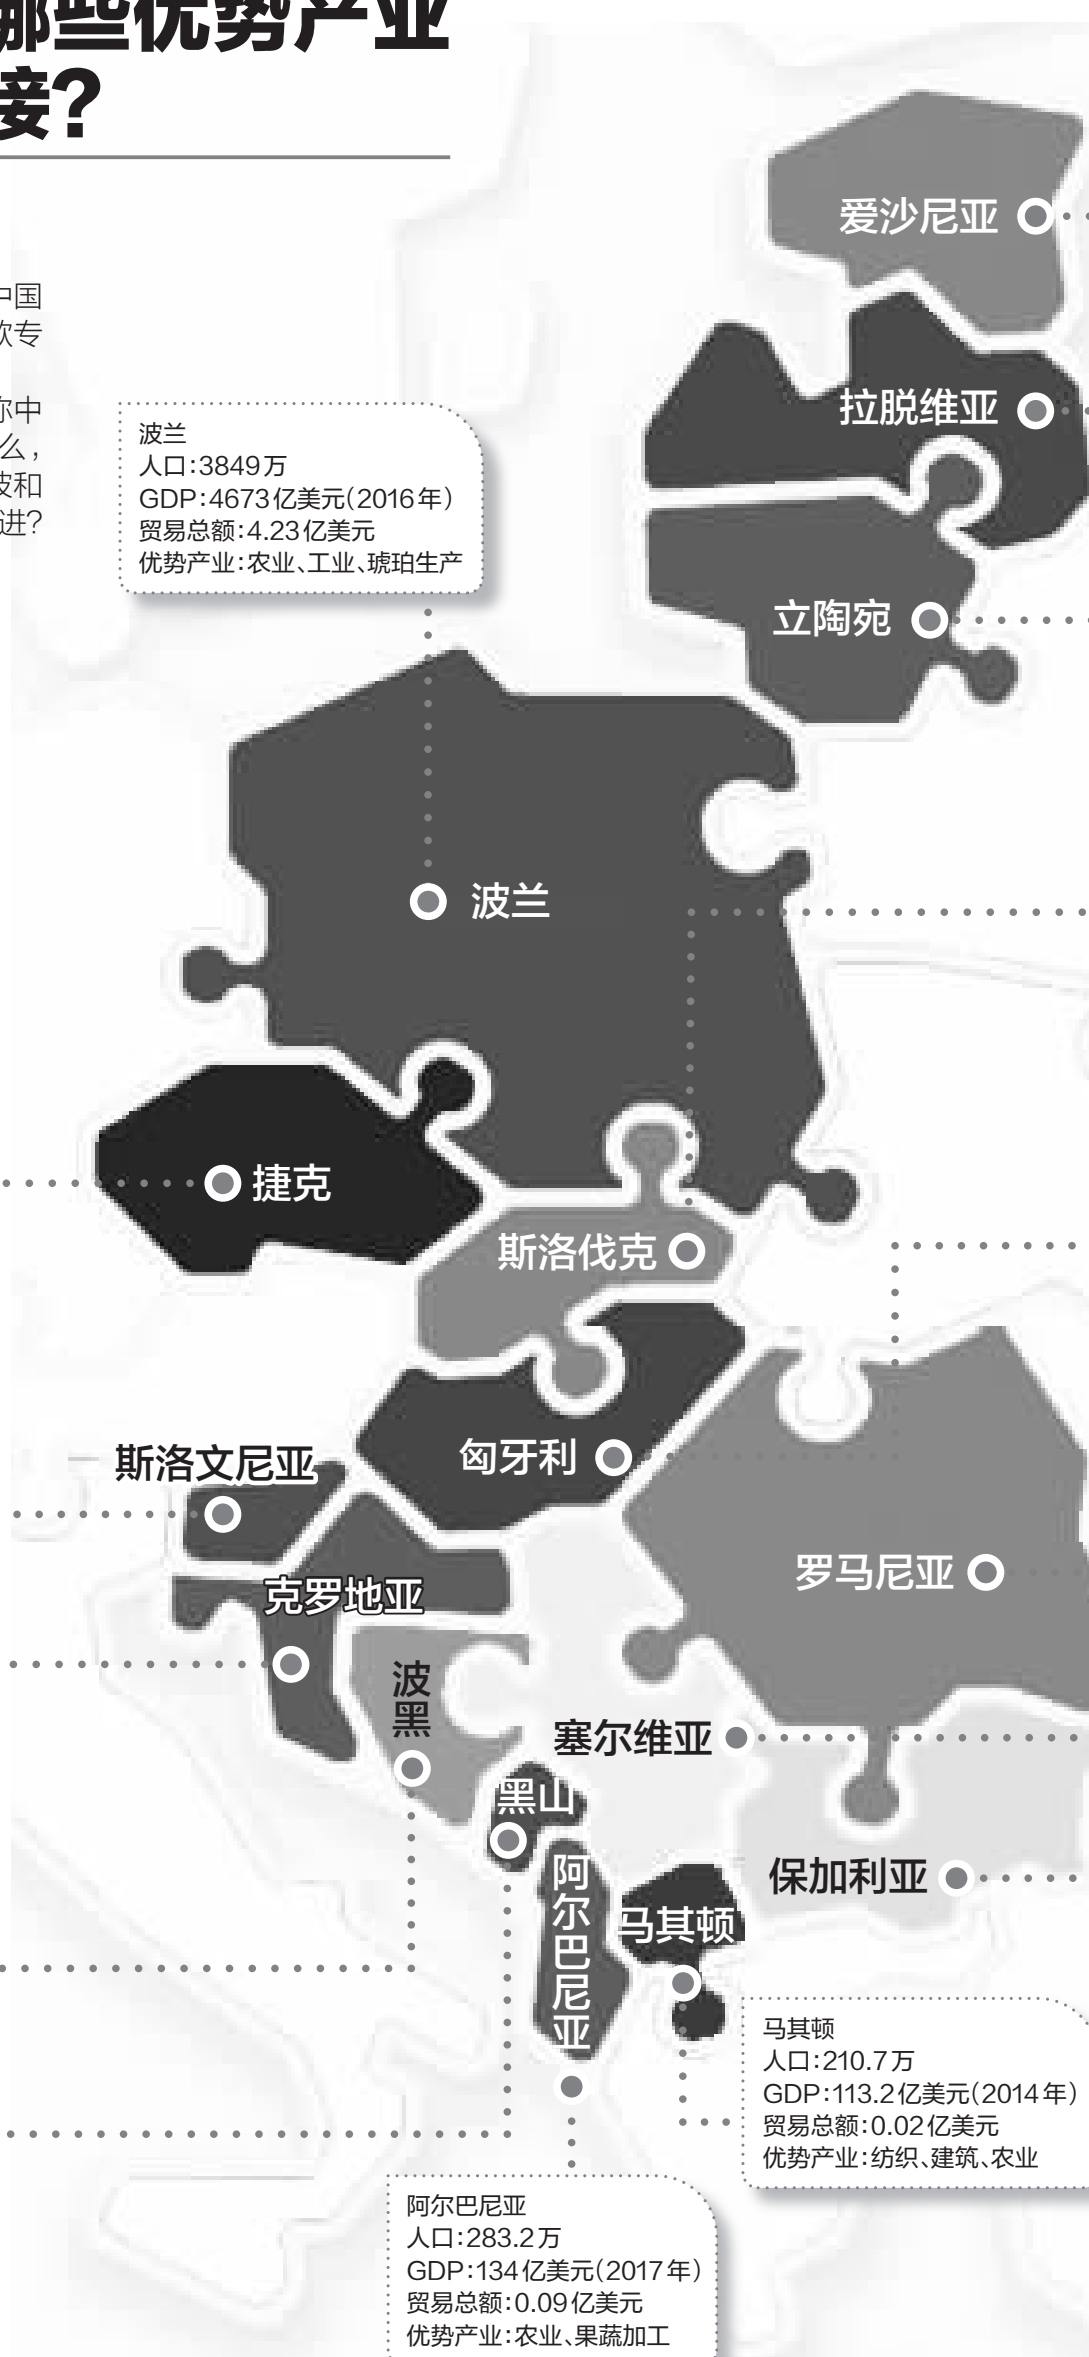 那些优势产业
接?
中国
欢专
你中
么,
波和
进?
波兰
人口:3849万
GDP:4673亿美元(2016年)
贸易总额:4.23亿美元
优势产业:农业、工业、琥珀生产
爱沙尼亚
拉脱维亚
立陶宛
波兰
捷克
斯洛伐克
匈牙利
斯洛文尼亚
罗马尼亚
克罗地亚
波黑
塞尔维亚
黑山
阿尔巴尼亚
保加利亚
马其顿
马其顿
人口:210.7万
GDP:113.2亿美元(2014年)
贸易总额:0.02亿美元
优势产业:纺织、建筑、农业
阿尔巴尼亚
人口:283.2万
GDP:134亿美元(2017年)
贸易总额:0.09亿美元
优势产业:农业、果蔬加工